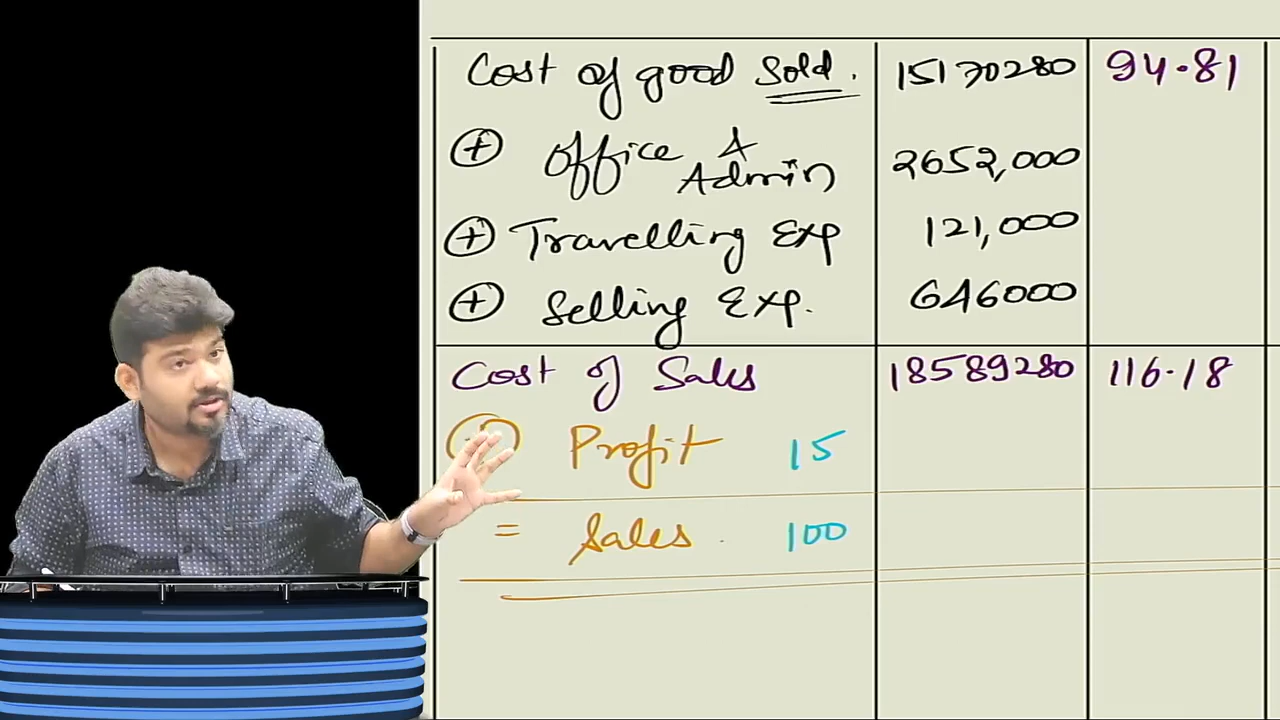 Cost of good Sold. 15170280 94.81
+ Office & Admin 2652,000
+ Travelling Exp 121,000
+ Selling Exp. 646000
Cost of Sales 18589280 116.18
Profit 15
= Sales 100